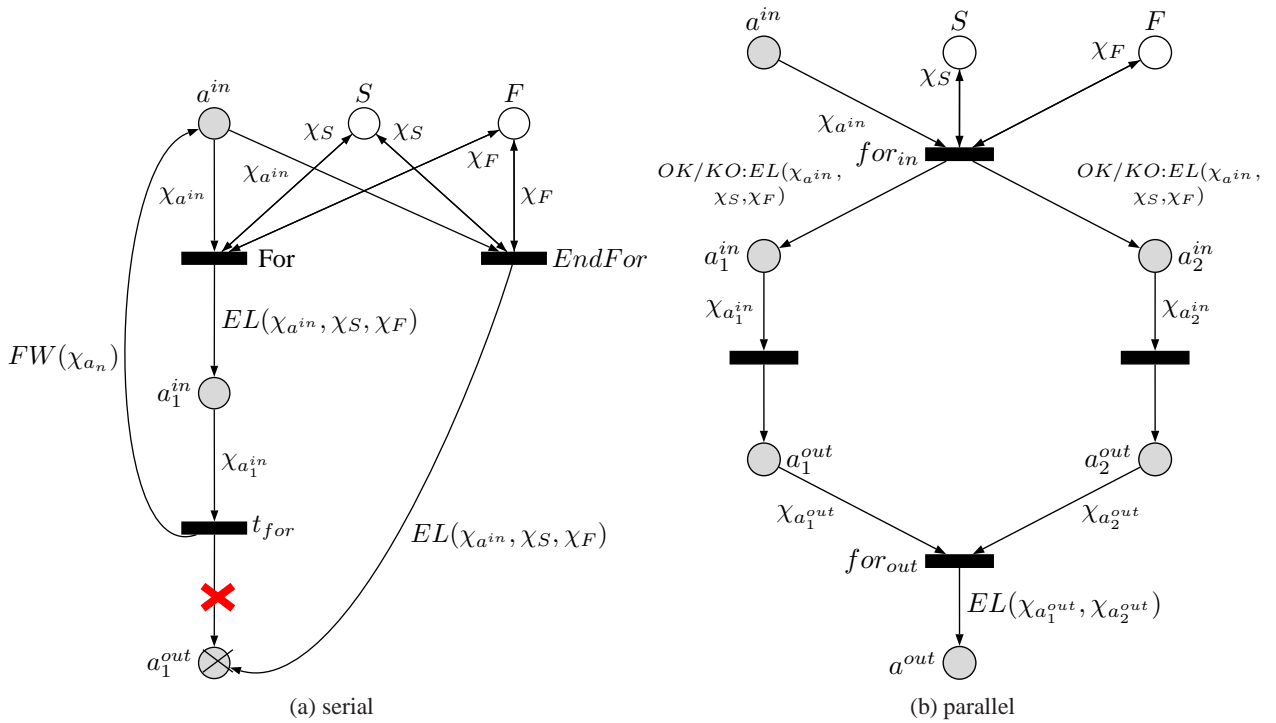 a^{in}
S
F
χ_S
χ_S
χ_F
χ_{a^{in}}
χ_{a^{in}}
χ_F
For
EndFor
EL(χ_{a^{in}}, χ_S, χ_F)
FW(χ_{a_n})
a_1^{in}
χ_{a_1^{in}}
t_{for}
EL(χ_{a^{in}}, χ_S, χ_F)
a_1^{out}
(a) serial
a^{in}
S
F
χ_S
χ_F
χ_{a^{in}}
for_{in}
OK/KO:EL(χ_{a^{in}},
χ_S,χ_F)
OK/KO:EL(χ_{a^{in}},
χ_S,χ_F)
a_1^{in}
a_2^{in}
χ_{a_1^{in}}
χ_{a_2^{in}}
a_1^{out}
a_2^{out}
χ_{a_1^{out}}
χ_{a_2^{out}}
for_{out}
EL(χ_{a_1^{out}}, χ_{a_2^{out}})
a^{out}
(b) parallel